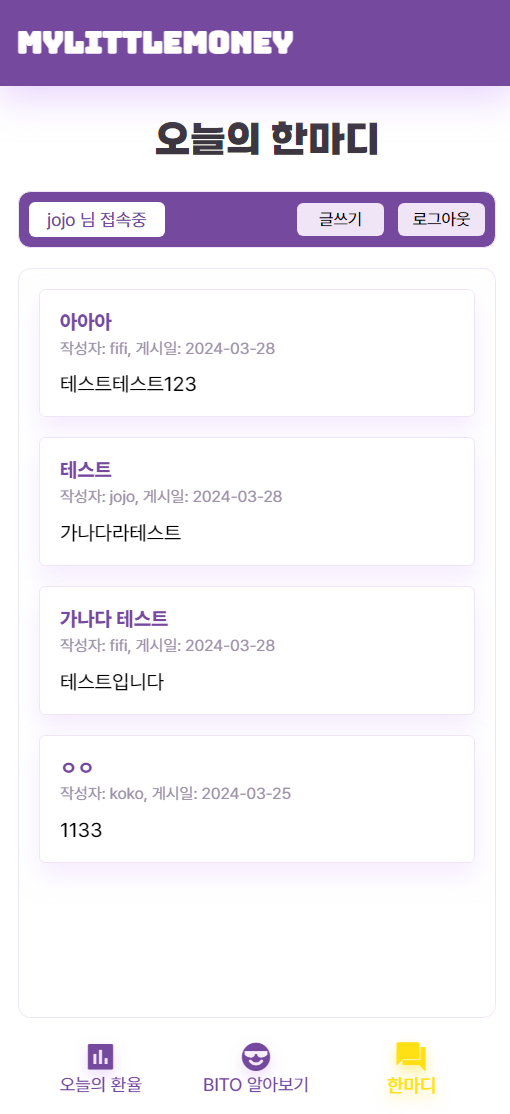 MYLITTLEMONEY
오늘의 한마디
jojo 님 접속중
글쓰기
로그아웃
아아아
작성자: fifi, 게시일: 2024-03-28
테스트테스트123
테스트
작성자: jojo, 게시일: 2024-03-28
가나다라테스트
가나다 테스트
작성자: fifi, 게시일: 2024-03-28
테스트입니다
ㅇㅇ
작성자: koko, 게시일: 2024-03-25
1133
오늘의 환율
BITO 알아보기
한마디